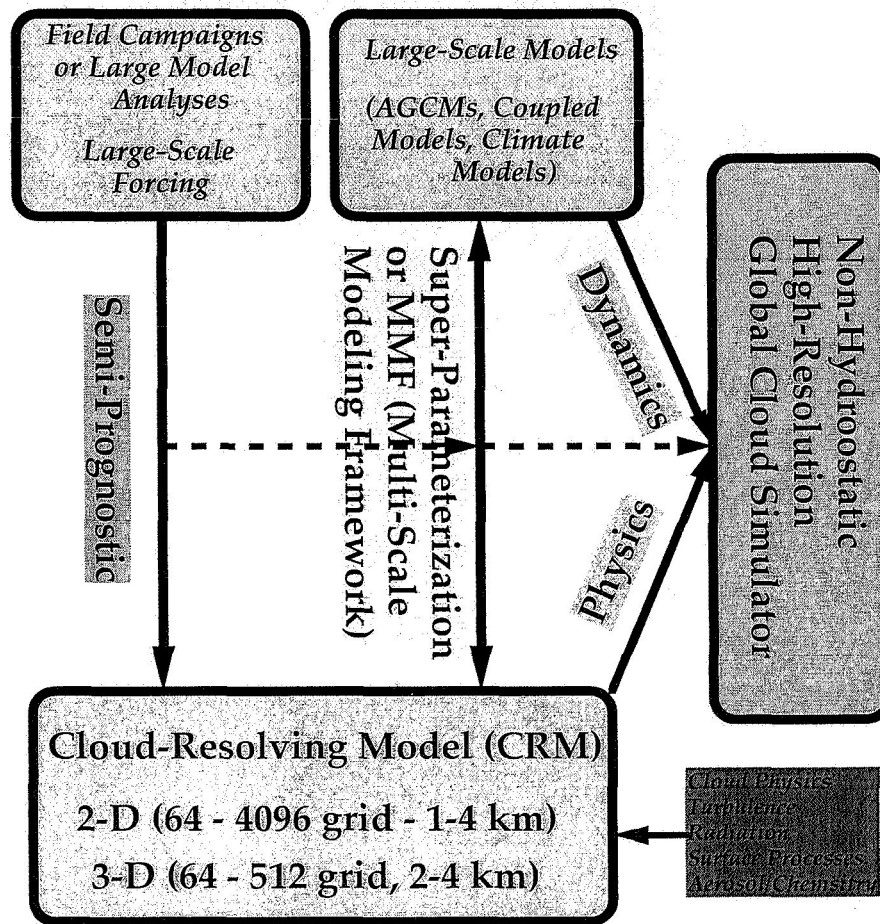 Field Campaigns
or Large Model
Analyses
Large-Scale
Forcing
Large-Scale Models
(AGCMs, Coupled
Models, Climate
Models)
Non-Hydroostatic
High-Resolution
Global Cloud Simulator
Semi-Prognostic
Super-Parameterization
or MMF (Multi-Scale
Modeling Framework)
Dynamics
Physics
Cloud-Resolving Model (CRM)
2-D (64 - 4096 grid - 1-4 km)
3-D (64 - 512 grid, 2-4 km)
Cloud Physics
Turbulence
Radiation
Surface Processes
Aerosol Chemsitry